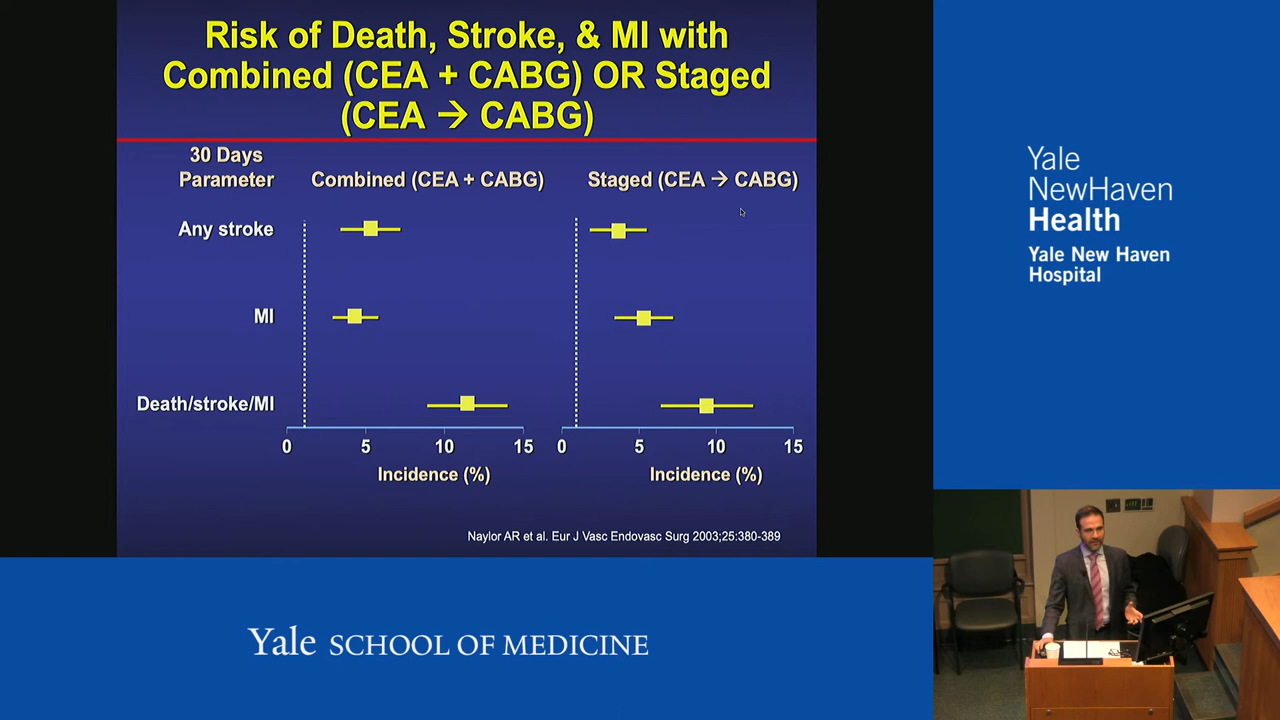 Risk of Death, Stroke, & MI with
Combined (CEA + CABG) OR Staged
(CEA → CABG)
30 Days
Parameter
Combined (CEA + CABG)
Staged (CEA → CABG)
Any stroke
MI
Death/stroke/MI
0 5 10 15
0 5 10 15
Incidence (%)
Incidence (%)
Naylor AR et al. Eur J Vasc Endovasc Surg 2003;25:380-389
Yale
NewHaven
Health
Yale New Haven
Hospital
Yale SCHOOL OF MEDICINE